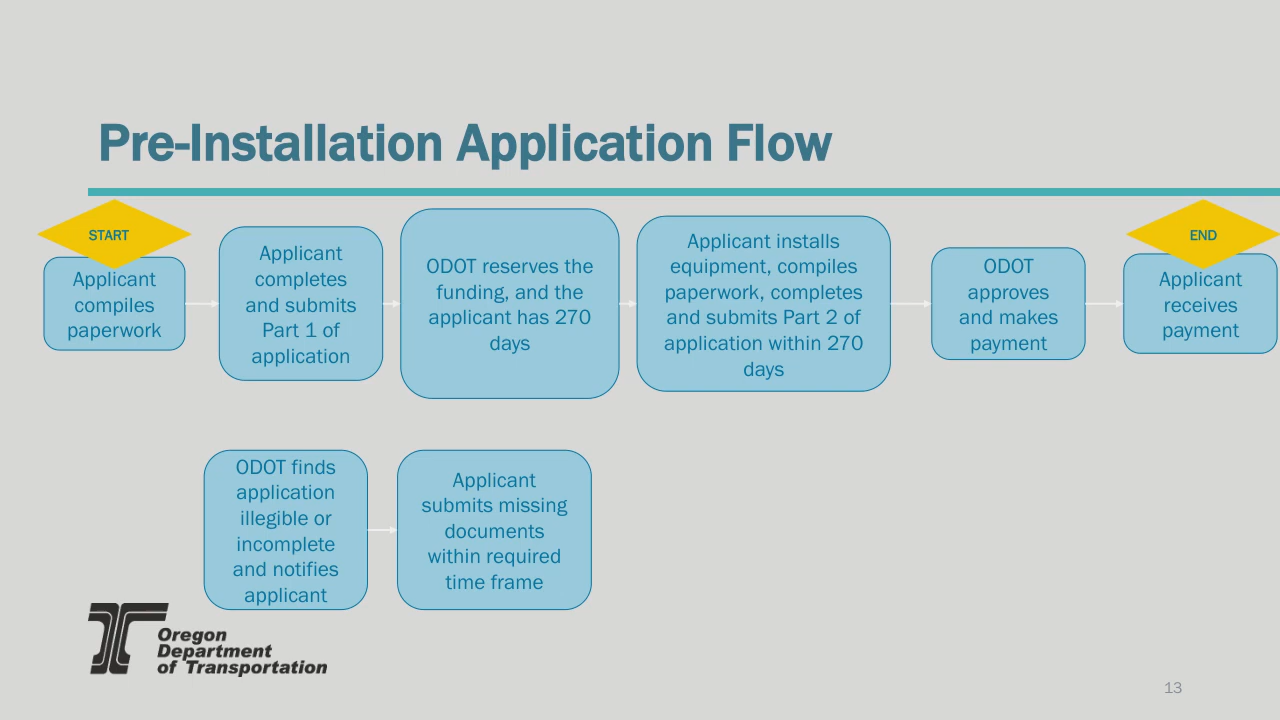 Pre-Installation Application Flow
START
Applicant
compiles
paperwork
Applicant
completes
and submits
Part 1 of
application
ODOT reserves the
funding, and the
applicant has 270
days
Applicant installs
equipment, compiles
paperwork, completes
and submits Part 2 of
application within 270
days
ODOT
approves
and makes
payment
END
Applicant
receives
payment
ODOT finds
application
illegible or
incomplete
and notifies
applicant
Applicant
submits missing
documents
within required
time frame
Oregon
Department
of Transportation
13